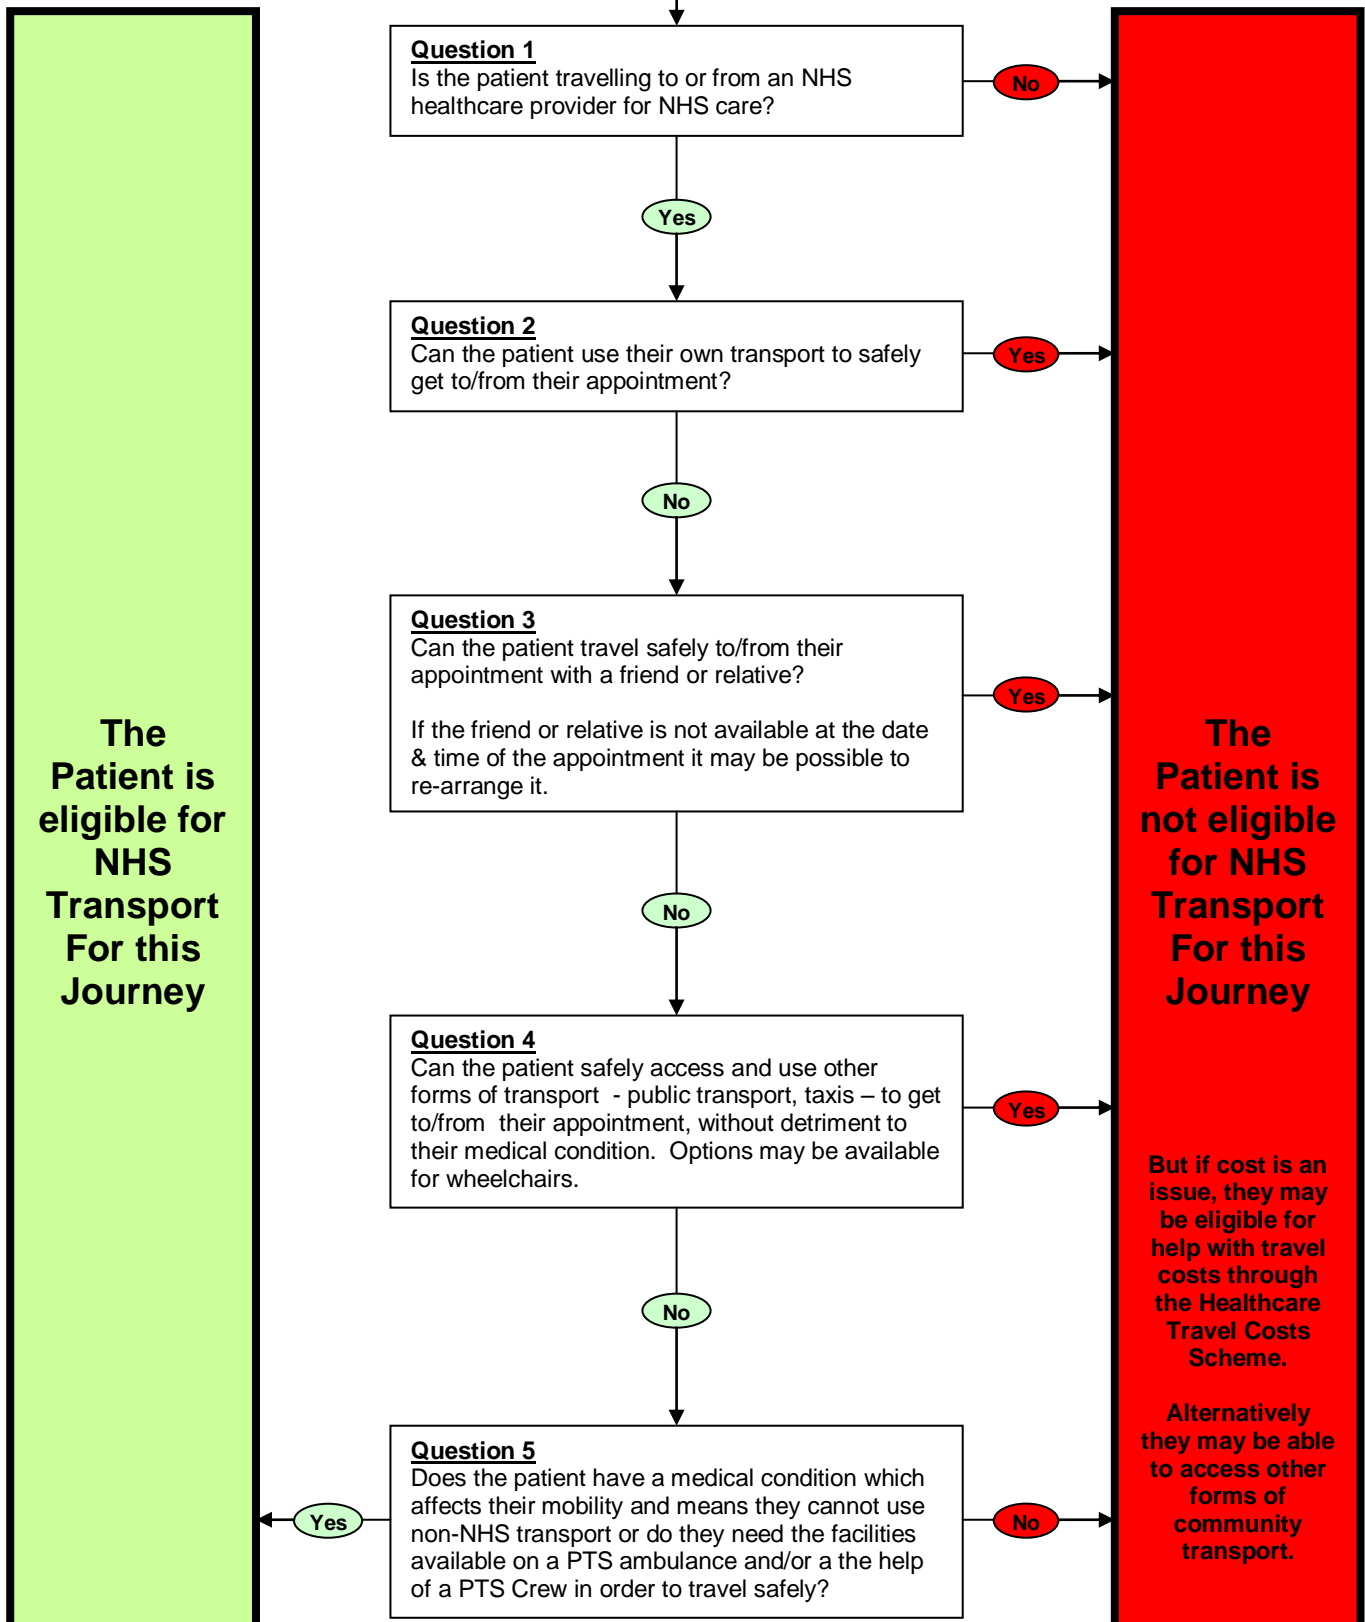 Question 1
Is the patient travelling to or from an NHS
healthcare provider for NHS care?
No
Yes
Question 2
Can the patient use their own transport to safely
get to/from their appointment?
Yes
No
Question 3
Can the patient travel safely to/from their
appointment with a friend or relative?
If the friend or relative is not available at the date
& time of the appointment it may be possible to
re-arrange it.
Yes
No
Question 4
Can the patient safely access and use other
forms of transport  - public transport, taxis – to get
to/from  their appointment, without detriment to
their medical condition.  Options may be available
for wheelchairs.
Yes
No
Question 5
Does the patient have a medical condition which
affects their mobility and means they cannot use
non-NHS transport or do they need the facilities
available on a PTS ambulance and/or a the help
of a PTS Crew in order to travel safely?
Yes
No
The
Patient is
eligible for
NHS
Transport
For this
Journey
The
Patient is
not eligible
for NHS
Transport
For this
Journey
But if cost is an
issue, they may
be eligible for
help with travel
costs through
the Healthcare
Travel Costs
Scheme.
Alternatively
they may be able
to access other
forms of
community
transport.